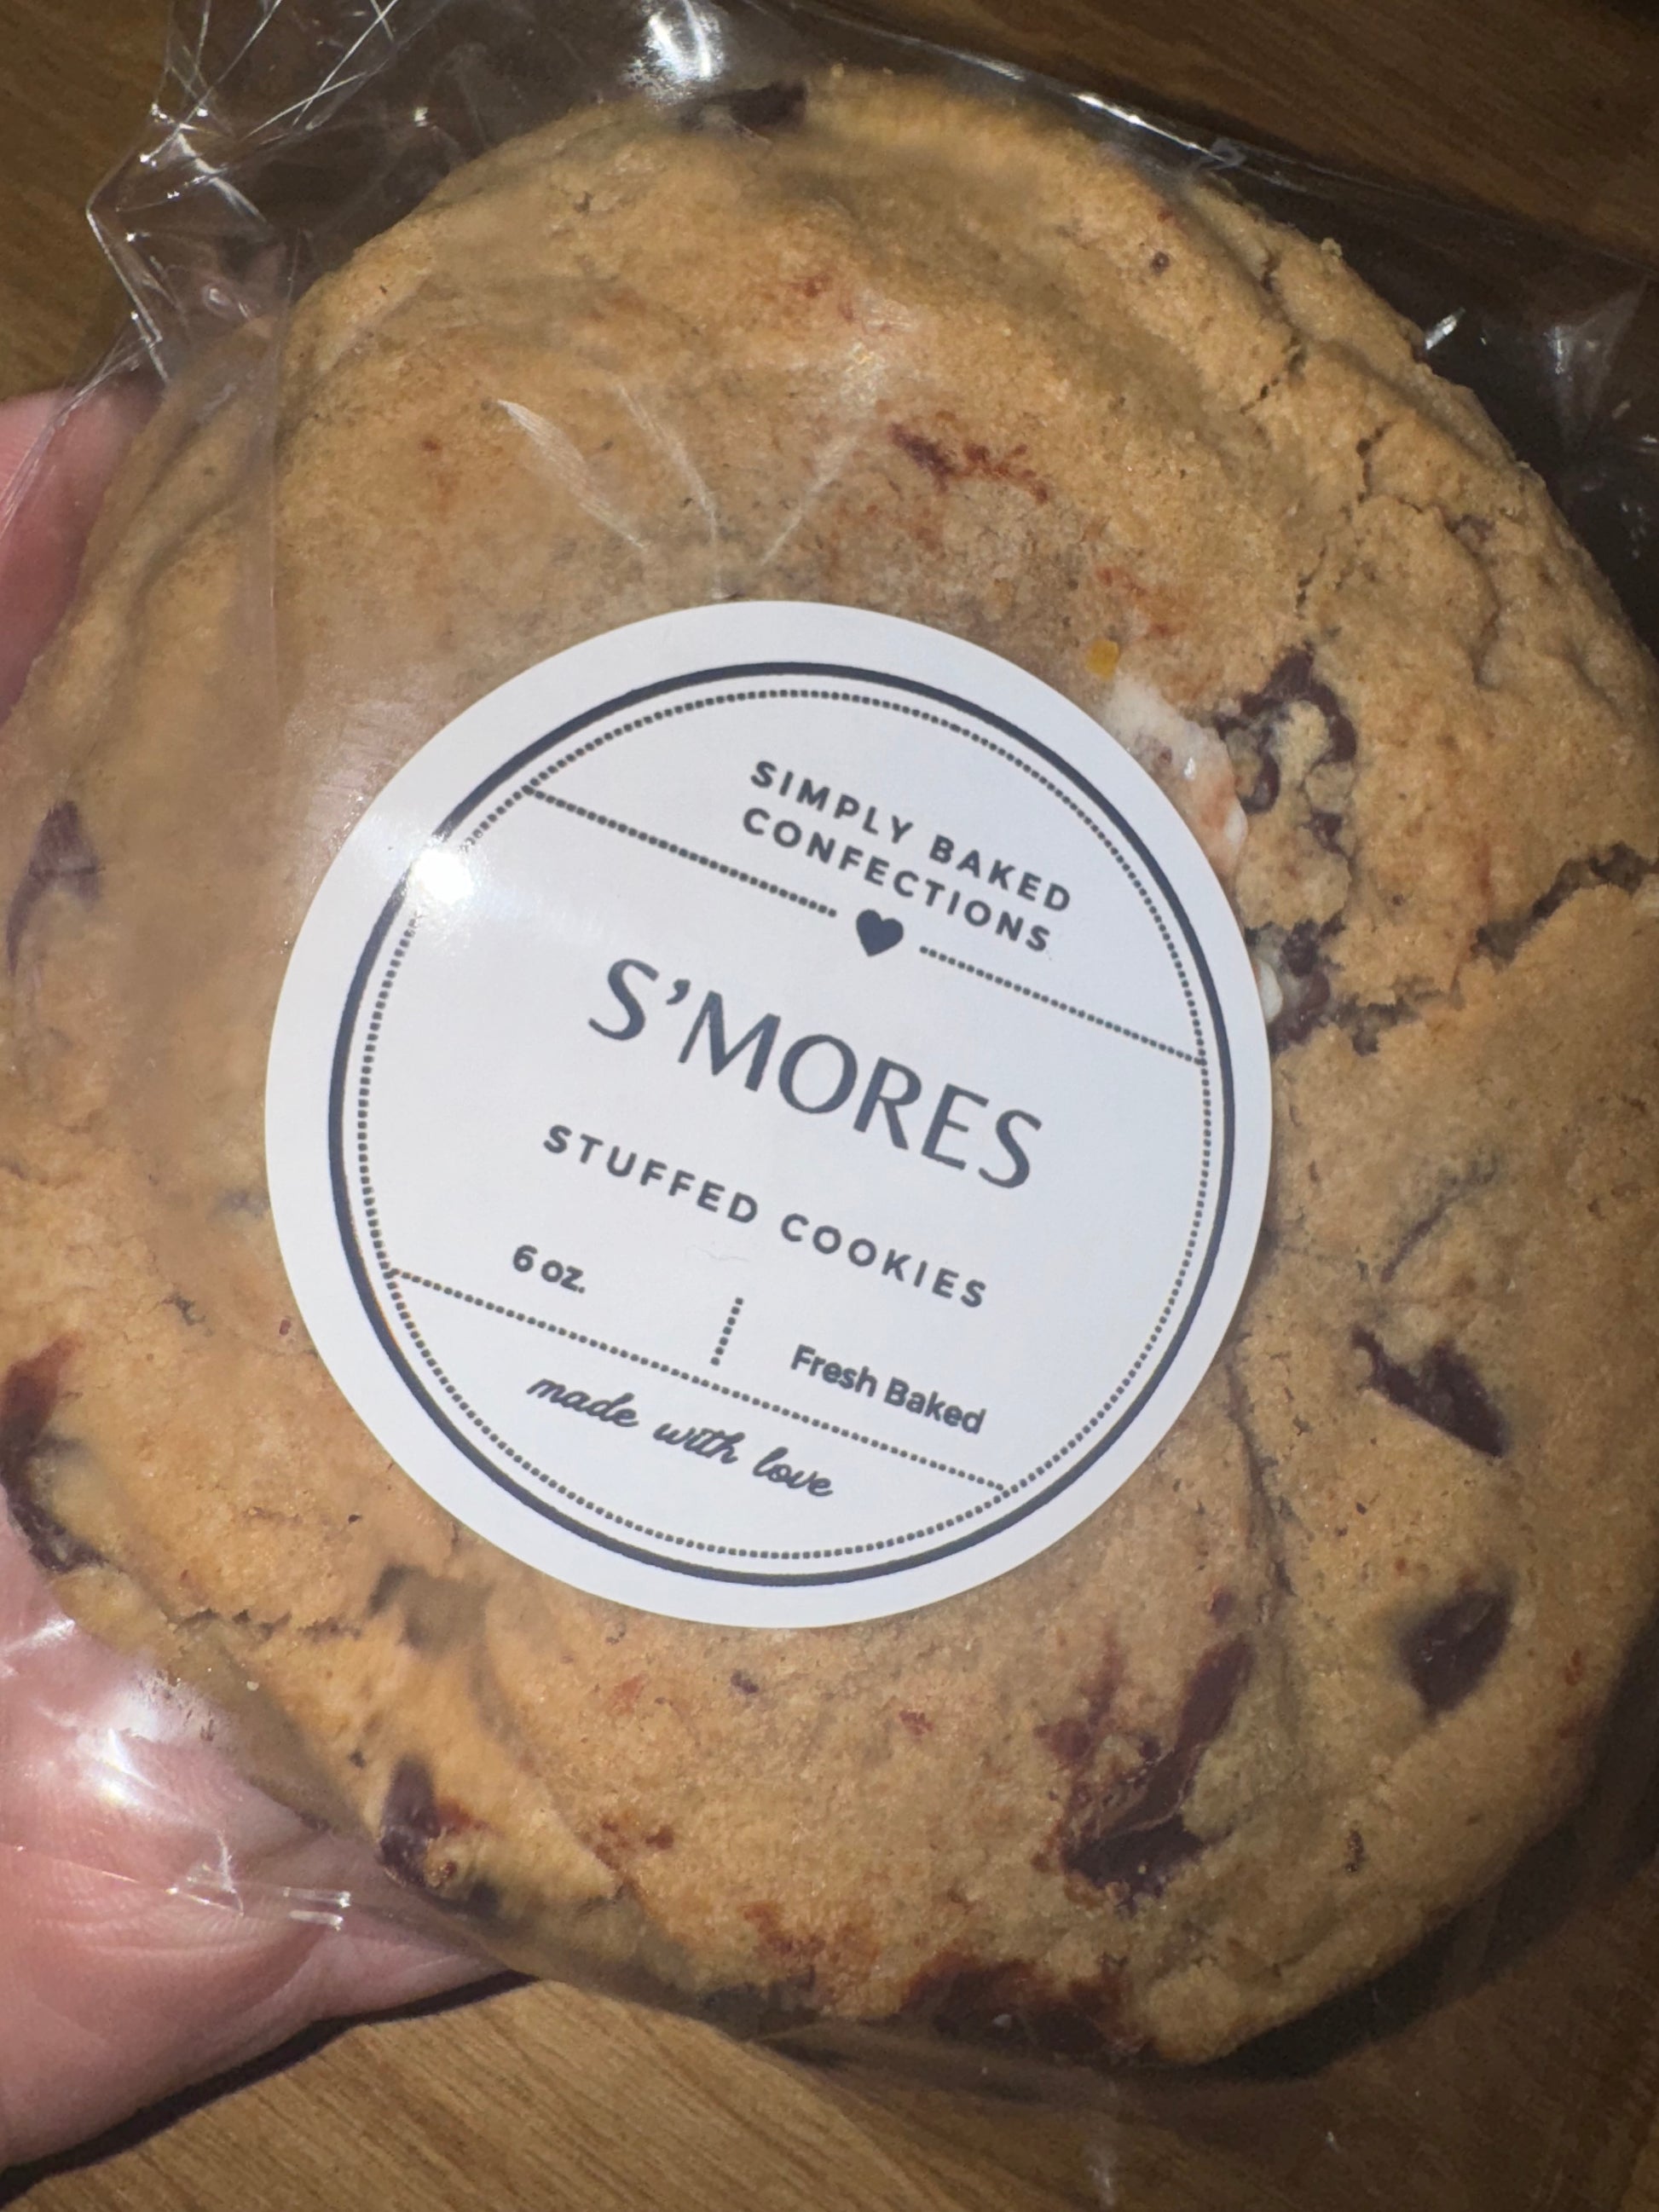 SIMPLY BAKED
CONFECTIONS
S’MORES
STUFFED COOKIES
6 oz.
Fresh Baked
made with love